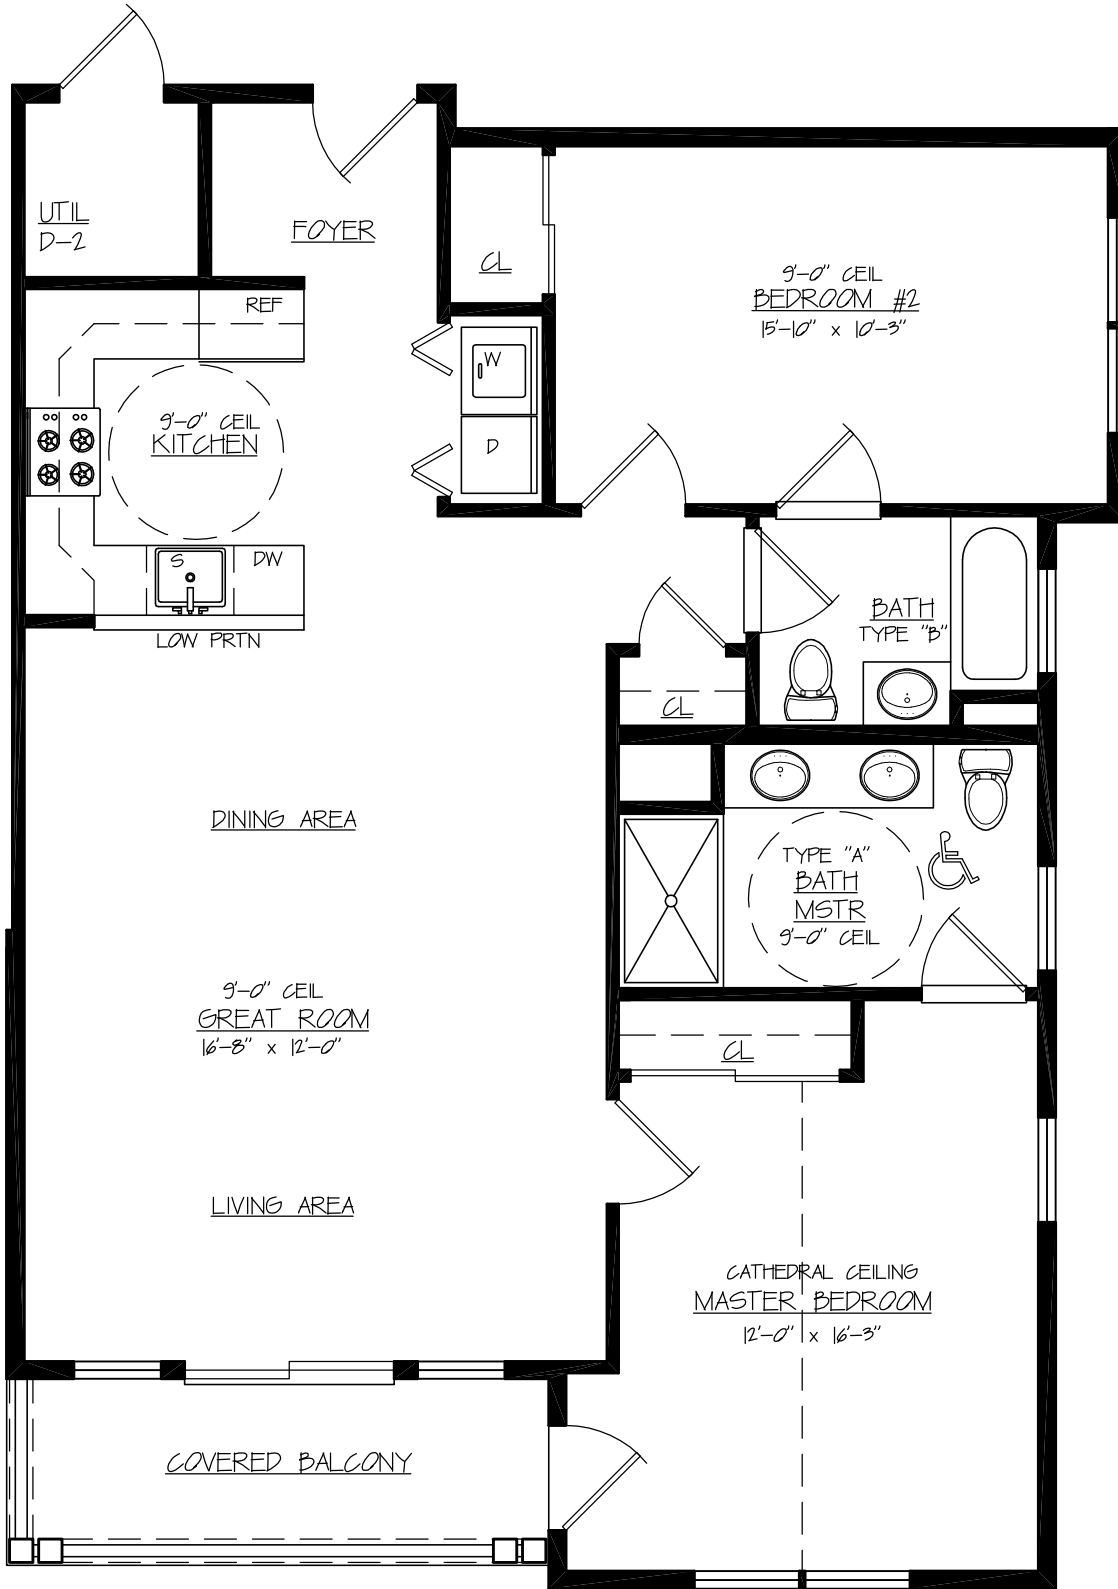 UTIL
D-2
FOYER
CL
9'-0" CEIL
BEDROOM #2
15'-10" x 10'-3"
REF
W
D
9'-0" CEIL
KITCHEN
S
DW
LOW PRTN
BATH
TYPE "B"
CL
DINING AREA
TYPE "A"
BATH
MSTR
9'-0" CEIL
9'-0" CEIL
GREAT ROOM
16'-8" x 12'-0"
CL
LIVING AREA
CATHEDRAL CEILING
MASTER BEDROOM
12'-0" x 16'-3"
COVERED BALCONY